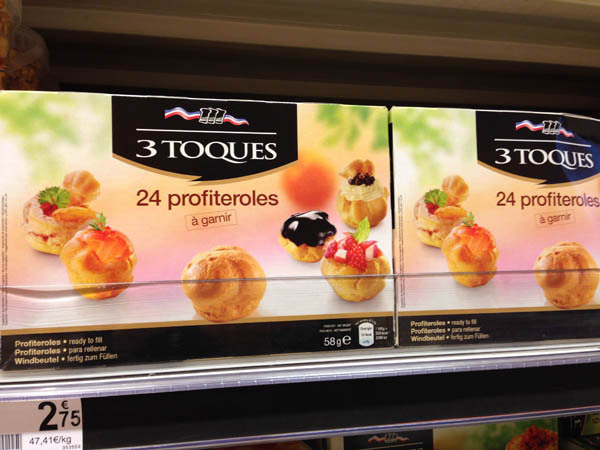 3 TOQUES
24 profiteroles
à garnir
Profiteroles • ready to fill
Profiteroles • para rellenar
Windbeutel • fertig zum Füllen
58 g e
3 TOQUES
24 profiteroles
à garnir
Profiteroles • ready to fill
Profiteroles • para rellenar
Windbeutel • fertig zum Füllen
2€75
47,41€/kg